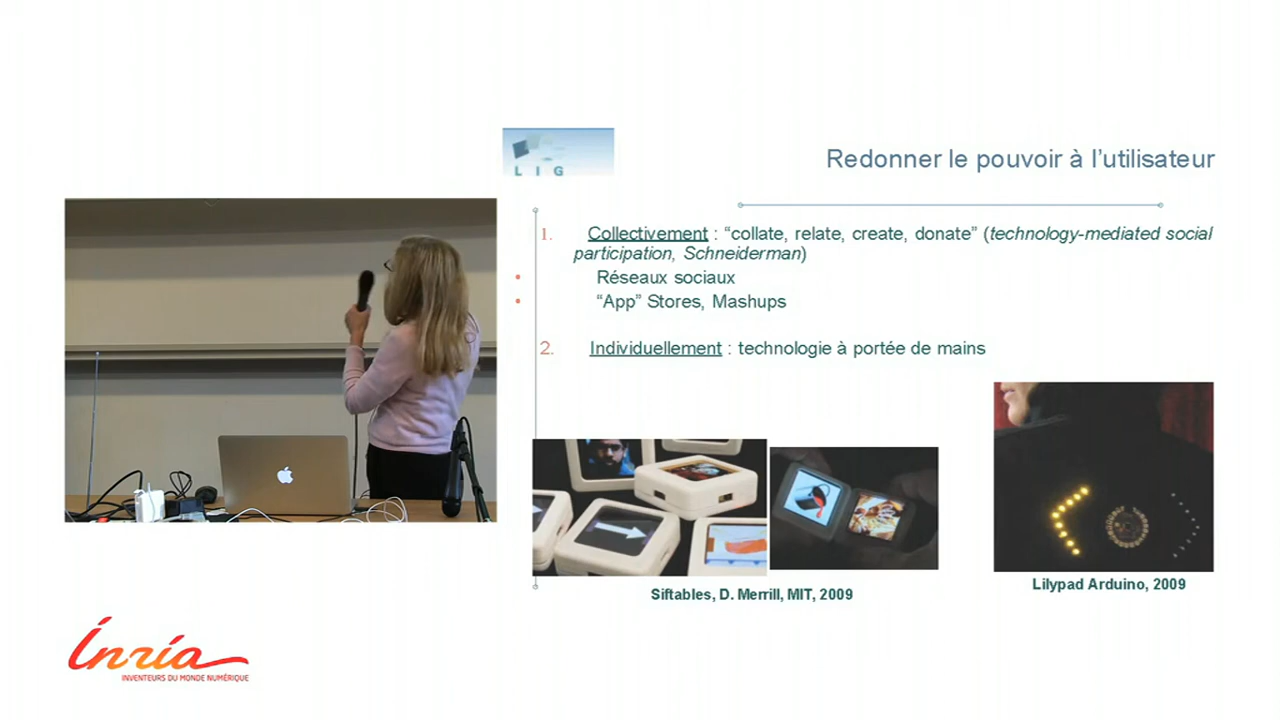 L I G
Redonner le pouvoir à l’utilisateur
1. Collectivement : “collate, relate, create, donate” (technology-mediated social
participation, Schneiderman)
• Réseaux sociaux
• “App” Stores, Mashups
2. Individuellement : technologie à portée de mains
Siftables, D. Merrill, MIT, 2009
Lilypad Arduino, 2009
Inria
INVENTEURS DU MONDE NUMÉRIQUE